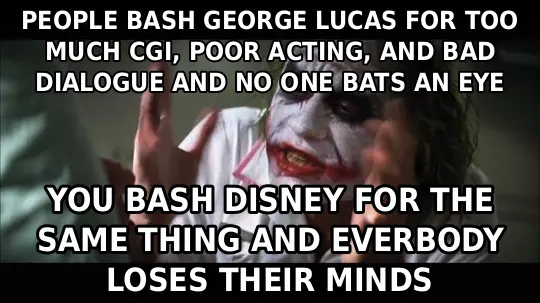 PEOPLE BASH GEORGE LUCAS FOR TOO
MUCH CGI, POOR ACTING, AND BAD
DIALOGUE AND NO ONE BATS AN EYE
YOU BASH DISNEY FOR THE
SAME THING AND EVERBODY
LOSES THEIR MINDS